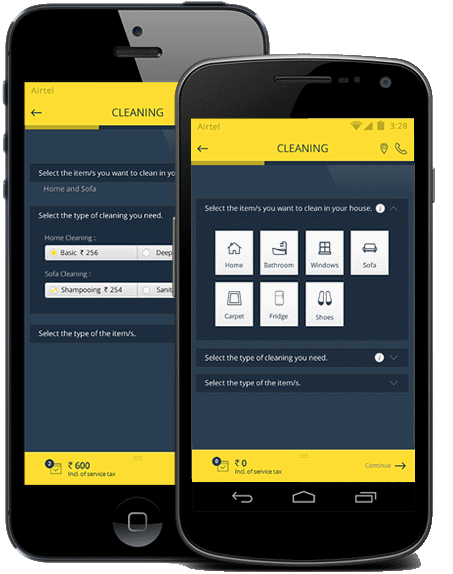 Airtel
CLEANING
Select the item/s you want to clean in yo
Home and Sofa
Select the type of cleaning you need.
Home Cleaning :
Basic ₹ 256
Deep
Sofa Cleaning :
Shampooing ₹ 254
Sanit
Select the type of the item/s.
2
₹ 600
Incl. of service tax
Airtel
3:28
CLEANING
Select the item/s you want to clean in your house.
i
Home
Bathroom
Windows
Sofa
Carpet
Fridge
Shoes
Select the type of cleaning you need.
i
Select the type of the item/s.
0
₹ 0
Incl. of service tax
Continue